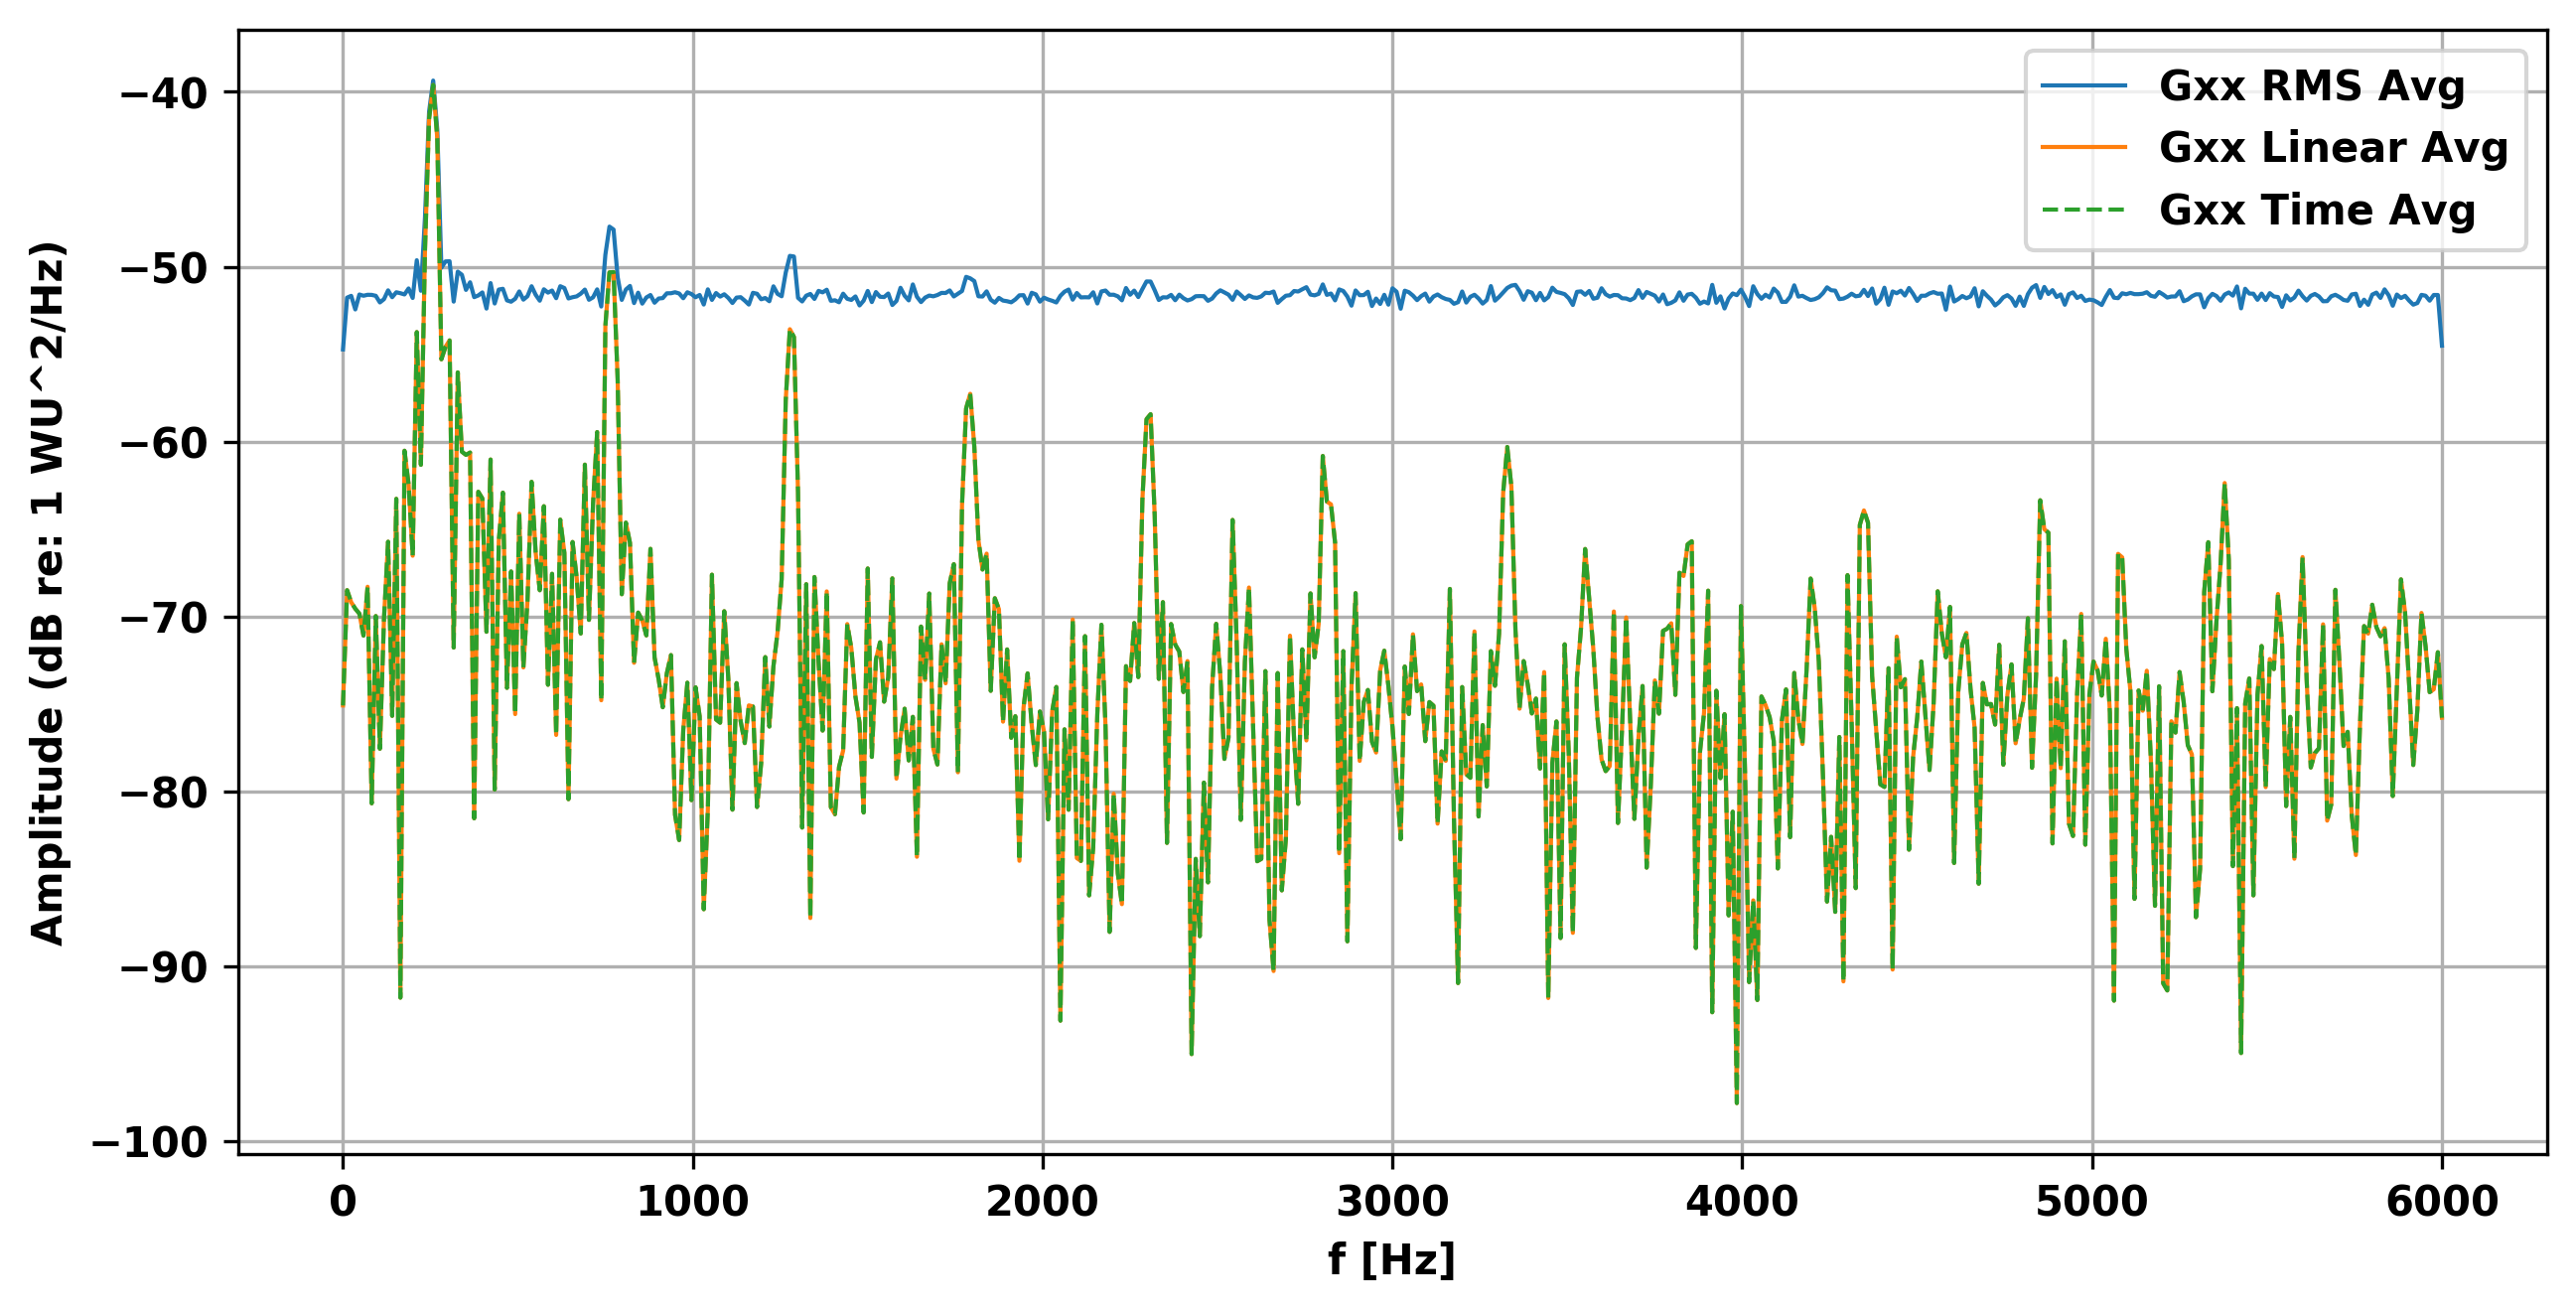 Amplitude (dB re: 1 WU^2/Hz)
−40
−50
−60
−70
−80
−90
−100
Gxx RMS Avg
Gxx Linear Avg
Gxx Time Avg
0 1000 2000 3000 4000 5000 6000
f [Hz]